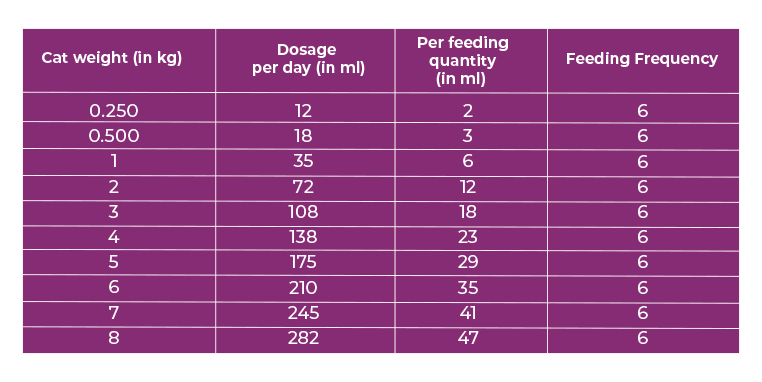 Cat weight (in kg) Dosage per day (in ml) Per feeding quantity (in ml) Feeding Frequency
0.250 12 2 6
0.500 18 3 6
1 35 6 6
2 72 12 6
3 108 18 6
4 138 23 6
5 175 29 6
6 210 35 6
7 245 41 6
8 282 47 6